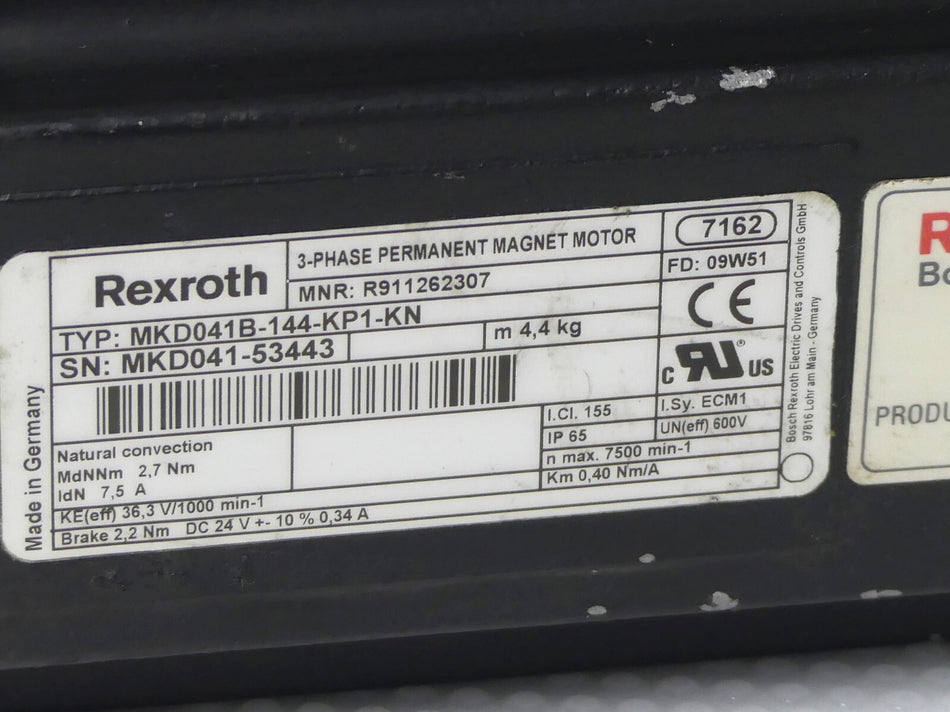 Rexroth
3-PHASE PERMANENT MAGNET MOTOR
7162
MNR: R911262307
FD: 09W51
TYP: MKD041B-144-KP1-KN
m 4,4 kg
CE
SN: MKD041-53443
c RU US
I.Cl. 155
I.Sy. ECM1
IP 65
UN(eff) 600V
Natural convection
n max. 7500 min-1
MdNNm 2,7 Nm
Km 0,40 Nm/A
IdN 7,5 A
KE(eff) 36,3 V/1000 min-1
Brake 2,2 Nm DC 24 V +- 10 % 0,34 A
Made in Germany
Bosch Rexroth Electric Drives and Controls GmbH
97816 Lohr am Main - Germany